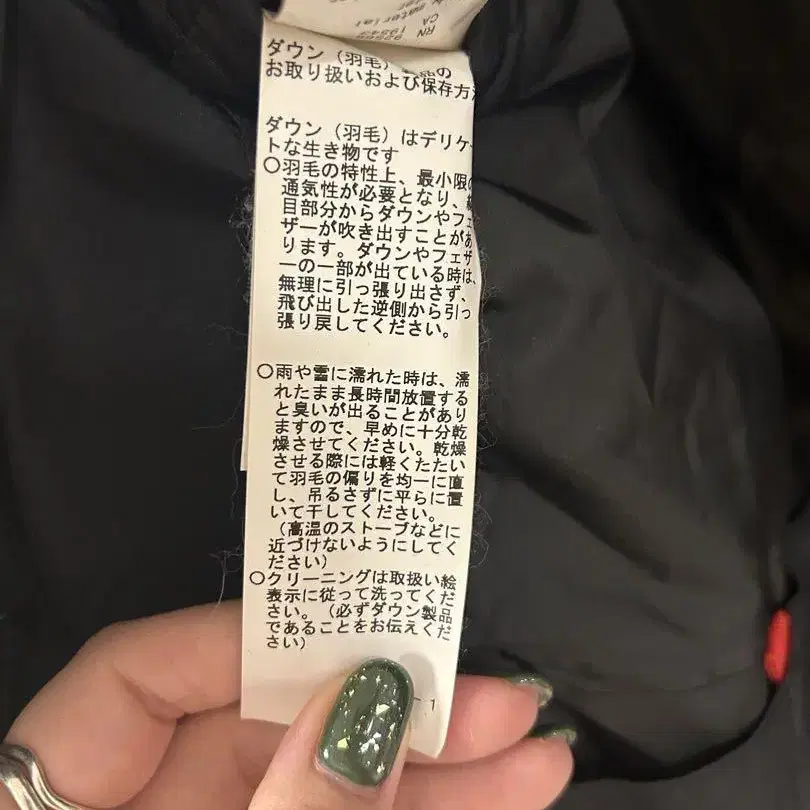 material
CA
RN
ダウン（羽毛）
お取り扱いおよび保存方
ダウン（羽毛）はデリケ
トな生き物です
○羽毛の特性上、最小限の
通気性が必要となり、縫
目部分からダウンやフェ
ザーが吹き出すことがあ
ります。ダウンやフェザ
ーの一部が出ている時は、
無理に引っ張り出さず、
飛び出した逆側から引っ
張り戻してください。
○雨や雪に濡れた時は、濡
れたまま長時間放置する
と臭いが出ることがあり
ますので、早めに十分乾
燥させてください。乾燥
させる際には軽くたたい
て羽毛の偏りを均一に直
し、吊るさずに平らに置
いて干してください。
（高温のストーブなどに
近づけないようにしてく
ださい）
○クリーニングは取扱い絵
表示に従って洗ってくだ
さい。（必ずダウン製品
であることをお伝えくだ
さい）